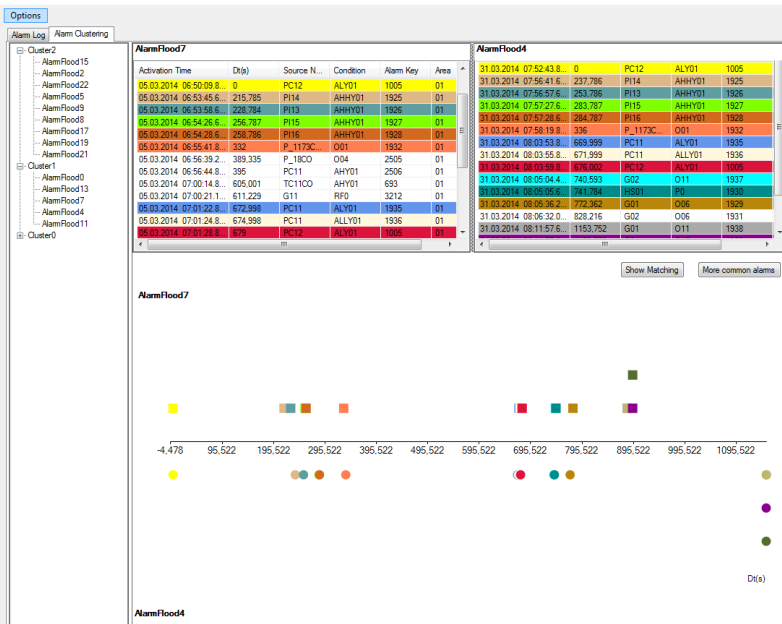 Options
Alarm Log Alarm Clustering
Cluster2
AlarmFlood15
AlarmFlood2
AlarmFlood22
AlarmFlood5
AlarmFlood9
AlarmFlood8
AlarmFlood17
AlarmFlood19
AlarmFlood21
Cluster1
AlarmFlood0
AlarmFlood13
AlarmFlood7
AlarmFlood4
AlarmFlood11
Cluster0
AlarmFlood7
Activation Time Dt(s) Source N... Condition Alarm Key Area
05.03.2014 06:50:09.8... 0 PC12 ALY01 1005 01
05.03.2014 06:53:45.6... 215,785 PI14 AHHY01 1925 01
05.03.2014 06:53:58.6... 228,784 PI13 AHHY01 1926 01
05.03.2014 06:54:26.6... 256,787 PI15 AHHY01 1927 01
05.03.2014 06:54:28.6... 258,786 PI16 AHHY01 1928 01
05.03.2014 06:55:41.8... 332 P_1173C... O01 1932 01
05.03.2014 06:56:39.2... 389,335 P_18CO O04 2505 01
05.03.2014 06:56:44.8... 395 PC11 AHY01 2506 01
05.03.2014 07:00:14.8... 605,001 TC11CO AHY01 693 01
05.03.2014 07:00:21.1... 611,229 G11 RF0 3212 01
05.03.2014 07:01:22.8... 672,998 PC11 ALY01 1935 01
05.03.2014 07:01:24.8... 674,998 PC11 ALLY01 1936 01
05.03.2014 07:01:28.8... 679 PC12 ALY01 1005 01
AlarmFlood4
31.03.2014 07:52:43.8... 0 PC12 ALY01 1005
31.03.2014 07:56:41.6... 237,786 PI14 AHHY01 1925
31.03.2014 07:56:57.6... 253,786 PI13 AHHY01 1926
31.03.2014 07:57:27.6... 283,787 PI15 AHHY01 1927
31.03.2014 07:57:28.6... 284,787 PI16 AHHY01 1928
31.03.2014 07:58:19.8... 336 P_1173C... O01 1932
31.03.2014 08:03:53.8... 669,999 PC11 ALY01 1935
31.03.2014 08:03:55.8... 671,999 PC11 ALLY01 1936
31.03.2014 08:03:59.8... 676,002 PC12 ALY01 1005
31.03.2014 08:05:04.4... 740,593 G02 O11 1937
31.03.2014 08:05:05.6... 741,784 HS01 P0 1930
31.03.2014 08:05:36.2... 772,362 G01 O06 1929
31.03.2014 08:06:32.0... 828,216 G02 O06 1931
31.03.2014 08:11:57.6... 1153,752 G01 O11 1938
Show Matching More common alarms
AlarmFlood7
-4,478 95,522 195,522 295,522 395,522 495,522 595,522 695,522 795,522 895,522 995,522 1095,522
Dt(s)
AlarmFlood4